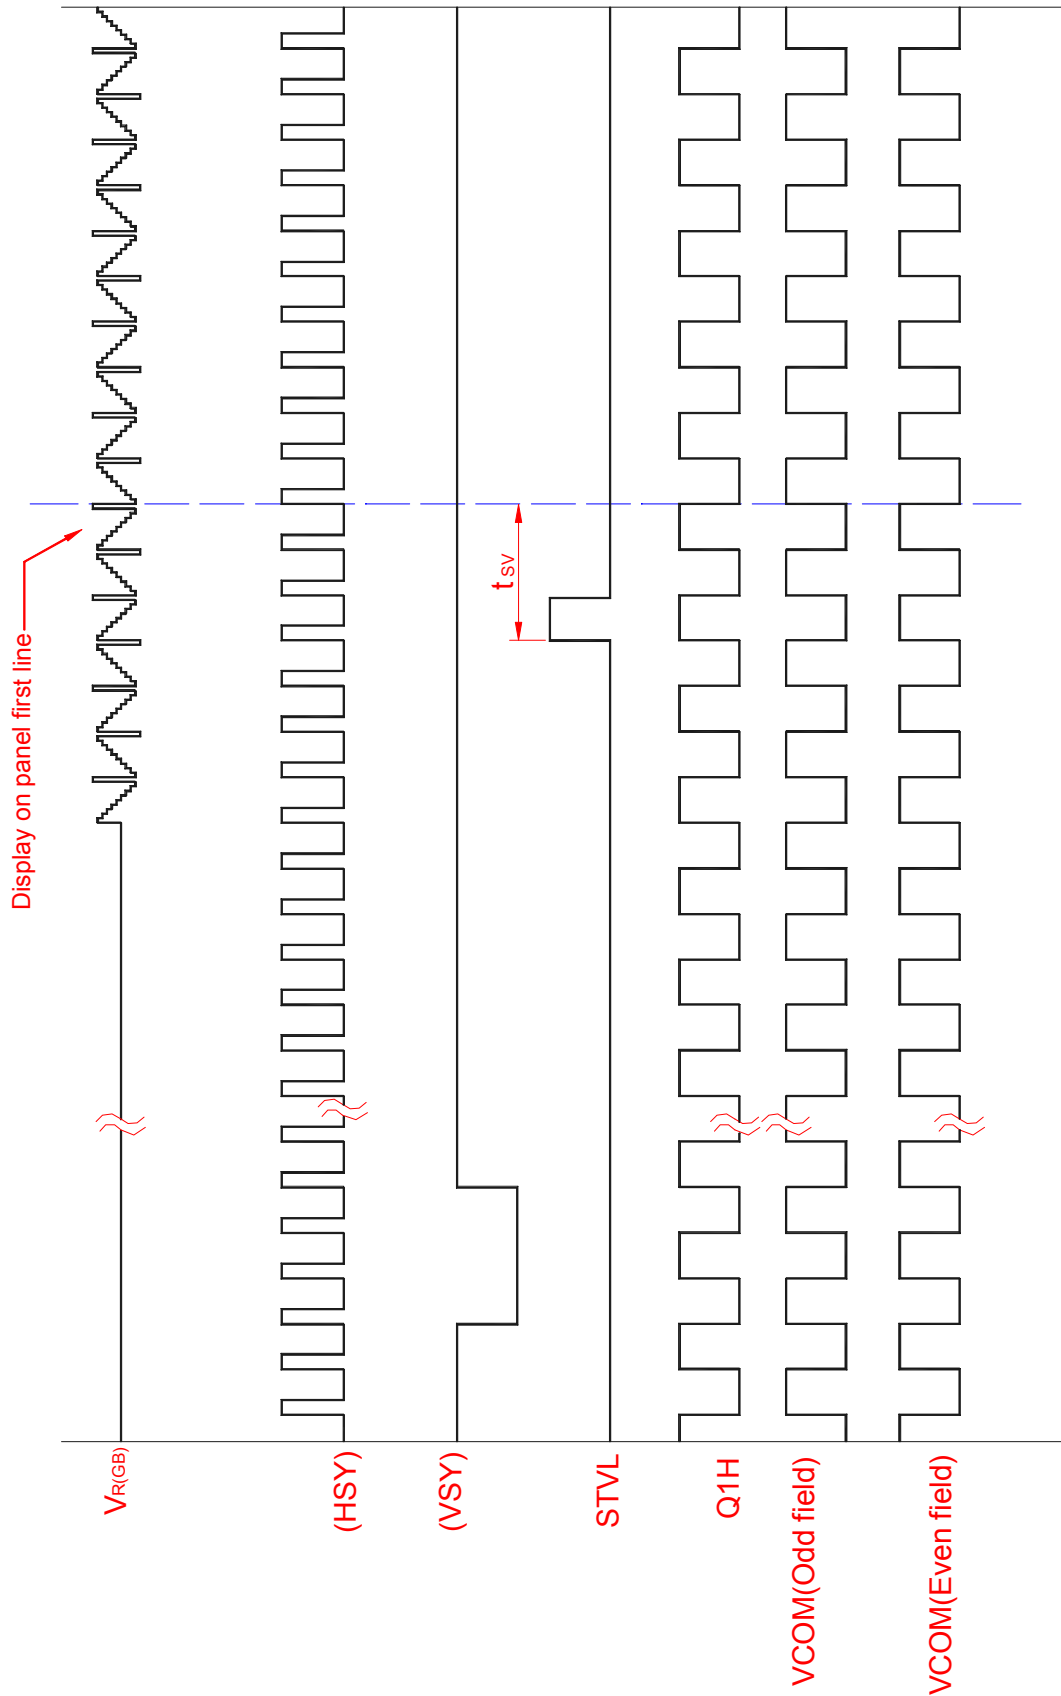 Display on panel first line
VR(GB)
(HSY)
(VSY)
tSV
STVL
Q1H
VCOM(Odd field)
VCOM(Even field)